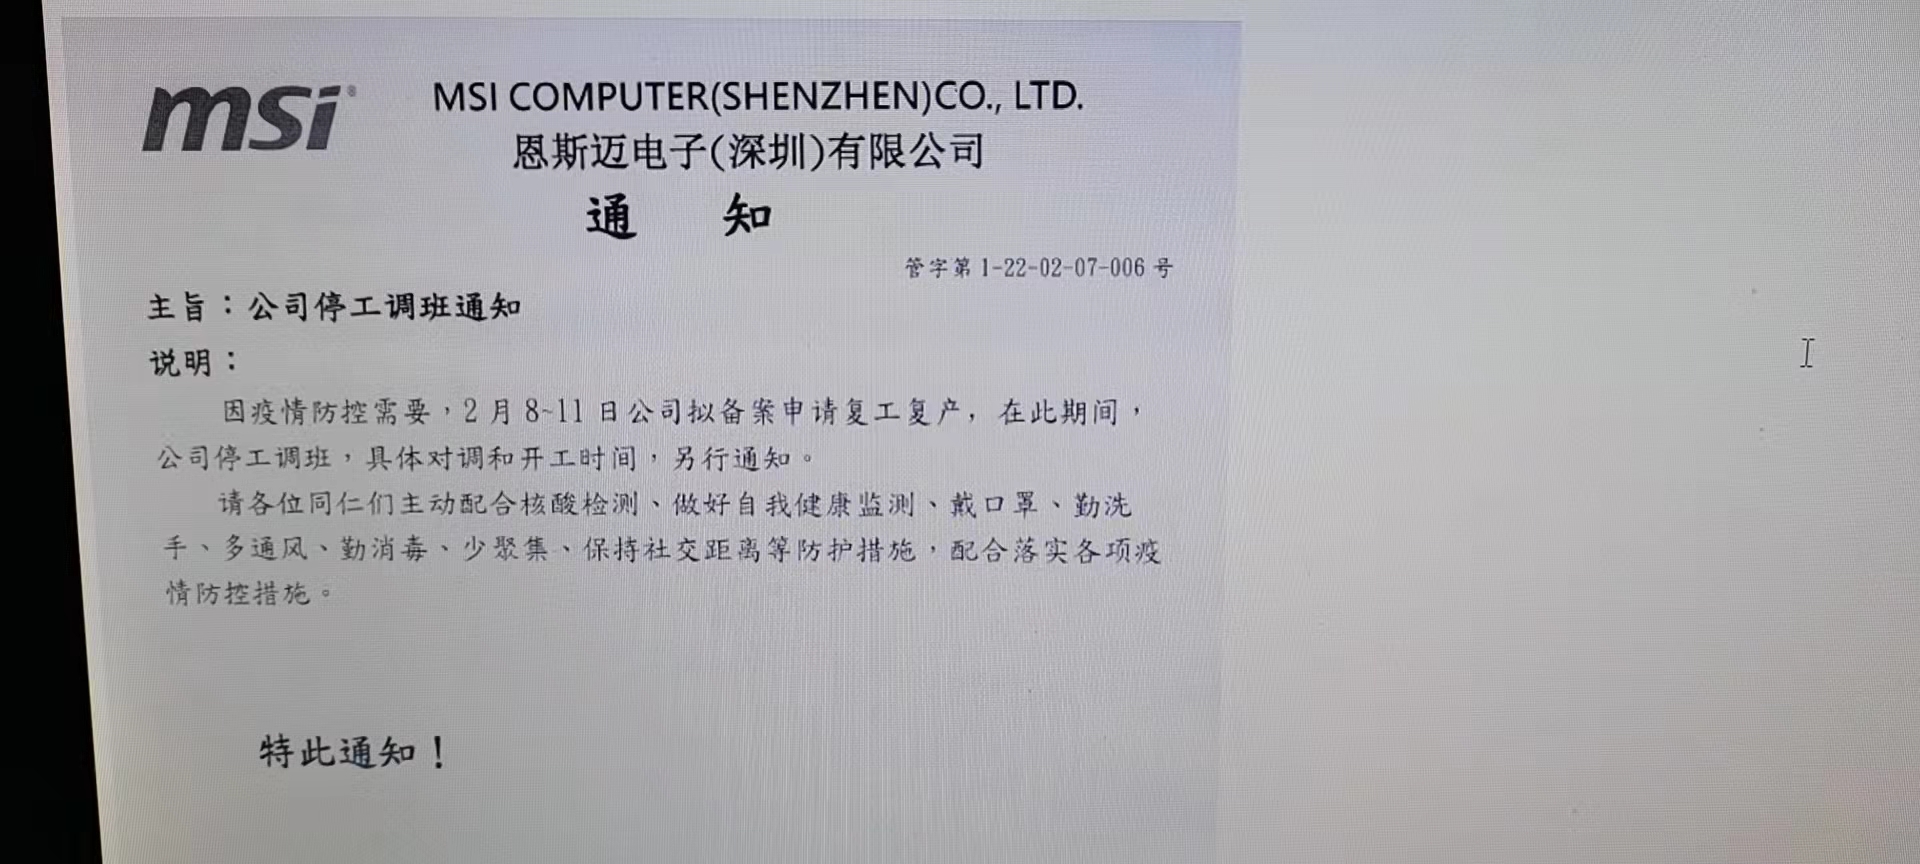 msi®
MSI COMPUTER(SHENZHEN)CO., LTD.
恩斯迈电子(深圳)有限公司
通 知
管字第 1-22-02-07-006 号
主旨：公司停工调班通知
说明：
因疫情防控需要，2 月 8~11 日公司拟备案申请复工复产，在此期间，
公司停工调班，具体对调和开工时间，另行通知。
请各位同仁们主动配合核酸检测、做好自我健康监测、戴口罩、勤洗
手、多通风、勤消毒、少聚集、保持社交距离等防护措施，配合落实各项疫
情防控措施。
特此通知！